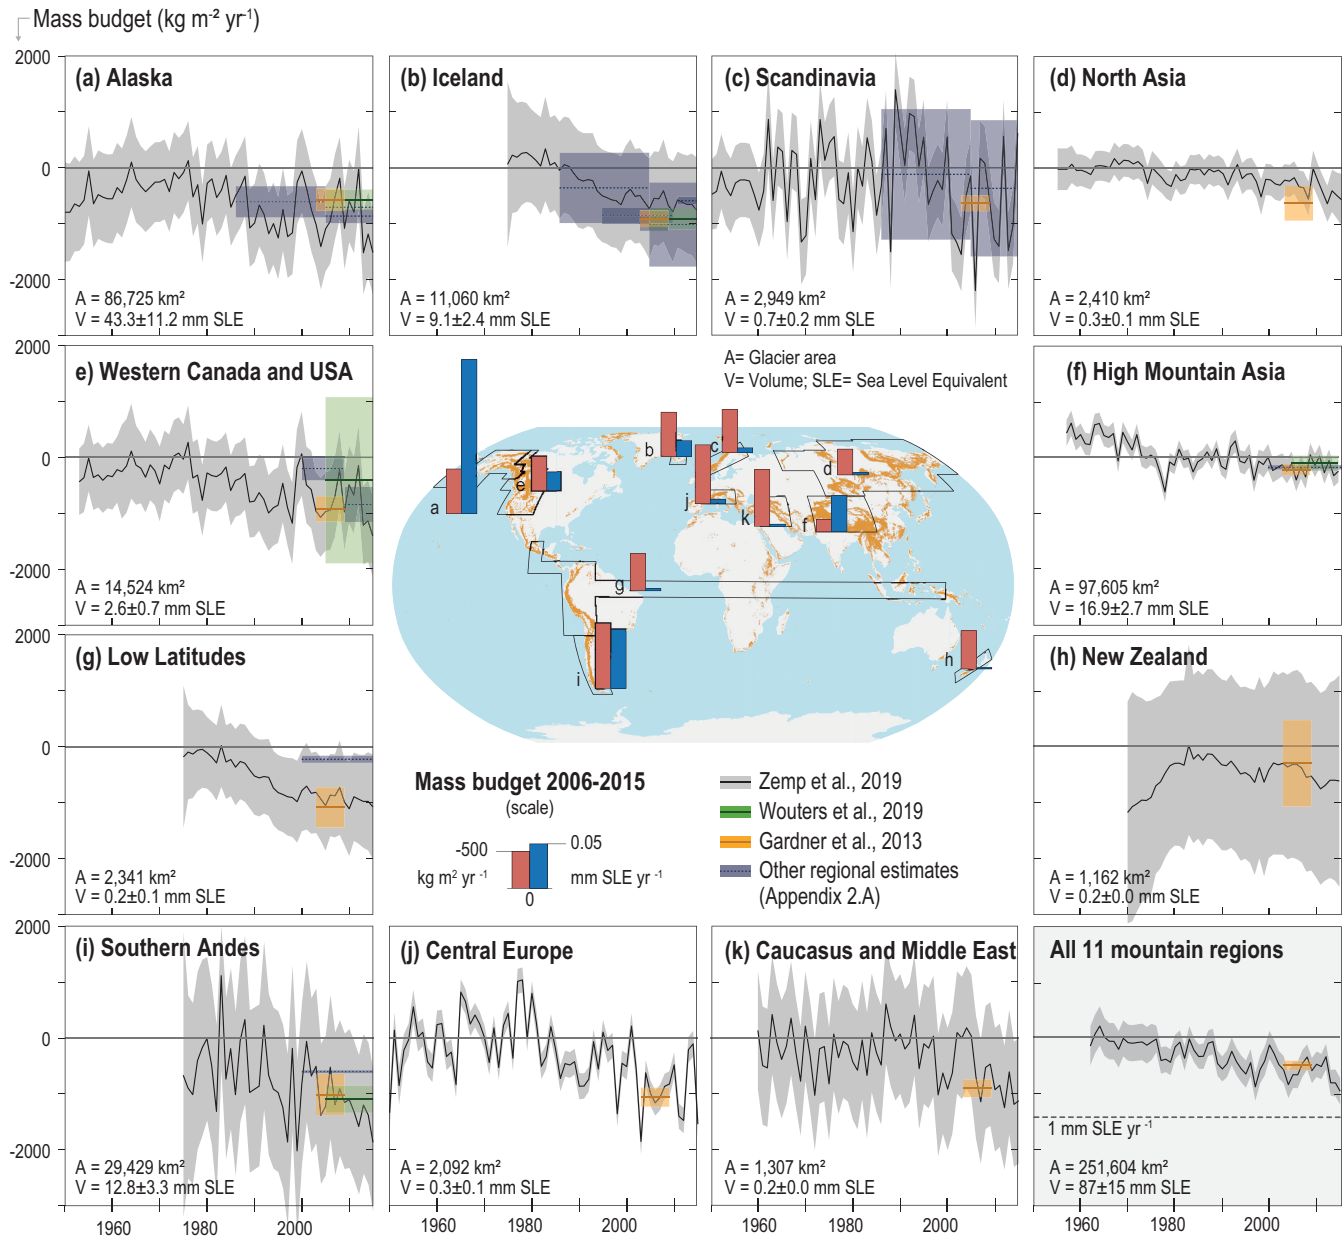 Mass budget (kg m⁻² yr⁻¹)
2000
0
-2000
(a) Alaska
A = 86,725 km²
V = 43.3±11.2 mm SLE
(b) Iceland
A = 11,060 km²
V = 9.1±2.4 mm SLE
(c) Scandinavia
A = 2,949 km²
V = 0.7±0.2 mm SLE
(d) North Asia
A = 2,410 km²
V = 0.3±0.1 mm SLE
2000
0
-2000
e) Western Canada and USA
A = 14,524 km²
V = 2.6±0.7 mm SLE
A= Glacier area
V= Volume; SLE= Sea Level Equivalent
a
b
c
d
e
f
g
h
i
j
k
(f) High Mountain Asia
A = 97,605 km²
V = 16.9±2.7 mm SLE
2000
0
-2000
(g) Low Latitudes
A = 2,341 km²
V = 0.2±0.1 mm SLE
Mass budget 2006-2015
(scale)
-500
0.05
kg m² yr ⁻¹
mm SLE yr ⁻¹
0
Zemp et al., 2019
Wouters et al., 2019
Gardner et al., 2013
Other regional estimates
(Appendix 2.A)
(h) New Zealand
A = 1,162 km²
V = 0.2±0.0 mm SLE
2000
0
-2000
(i) Southern Andes
A = 29,429 km²
V = 12.8±3.3 mm SLE
1960
1980
2000
(j) Central Europe
A = 2,092 km²
V = 0.3±0.1 mm SLE
1960
1980
2000
(k) Caucasus and Middle East
A = 1,307 km²
V = 0.2±0.0 mm SLE
1960
1980
2000
All 11 mountain regions
1 mm SLE yr ⁻¹
A = 251,604 km²
V = 87±15 mm SLE
1960
1980
2000